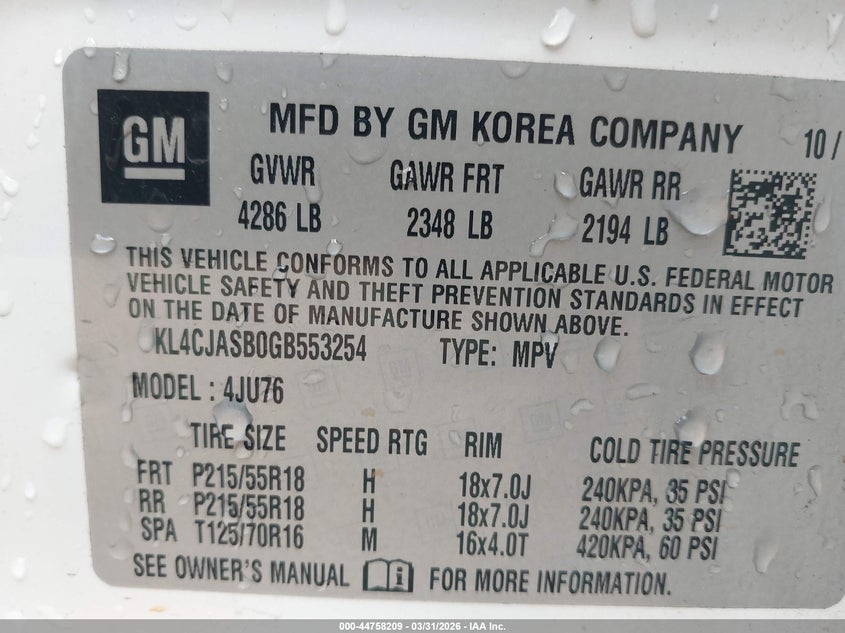 GM
MFD BY GM KOREA COMPANY 10/
GVWR GAWR FRT GAWR RR
4286 LB 2348 LB 2194 LB
THIS VEHICLE CONFORMS TO ALL APPLICABLE U.S. FEDERAL MOTOR
VEHICLE SAFETY AND THEFT PREVENTION STANDARDS IN EFFECT
ON THE DATE OF MANUFACTURE SHOWN ABOVE.
KL4CJASB0GB553254 TYPE: MPV
MODEL : 4JU76
TIRE SIZE SPEED RTG RIM COLD TIRE PRESSURE
FRT P215/55R18 H 18x7.0J 240KPA, 35 PSI
RR P215/55R18 H 18x7.0J 240KPA, 35 PSI
SPA T125/70R16 M 16x4.0T 420KPA, 60 PSI
SEE OWNER'S MANUAL i FOR MORE INFORMATION.
000-44758209 - 03/31/2026 - IAA Inc.